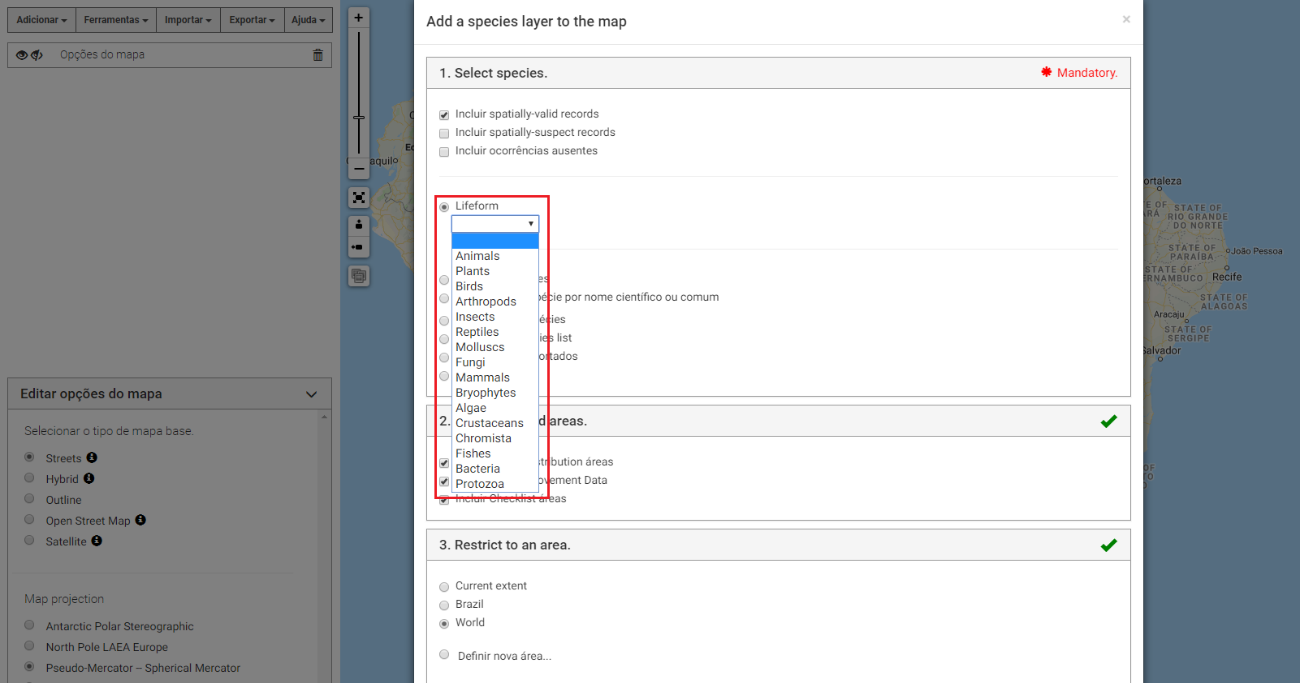 Adicionar Ferramentas Importar Exportar Ajuda
Opções do mapa
Editar opções do mapa
Selecionar o tipo de mapa base.
Streets
Hybrid
Outline
Open Street Map
Satellite
Map projection
Antarctic Polar Stereographic
North Pole LAEA Europe
Pseudo-Mercator – Spherical Mercator
aquilo
Add a species layer to the map ×
1. Select species.
Mandatory.
Incluir spatially-valid records
Incluir spatially-suspect records
Incluir ocorrências ausentes
Lifeform
Animals
Plants
Birds
Arthropods
Insects
Reptiles
Molluscs
Fungi
Mammals
Bryophytes
Algae
Crustaceans
Chromista
Fishes
Bacteria
Protozoa
es
écie por nome científico ou comum
écies
ies list
ortados
2.
d areas.
tribution áreas
ovement Data
Incluir Checklist áreas
3. Restrict to an area.
Current extent
Brazil
World
Definir nova área...
ortaleza
STATE OF
RIO GRANDE
DO NORTE
STATE OF
PARAÍBA
João Pessoa
STATE OF
ERNAMBUCO
Recife
STATE OF
ALAGOAS
Aracaju
STATE OF
SERGIPE
Salvador